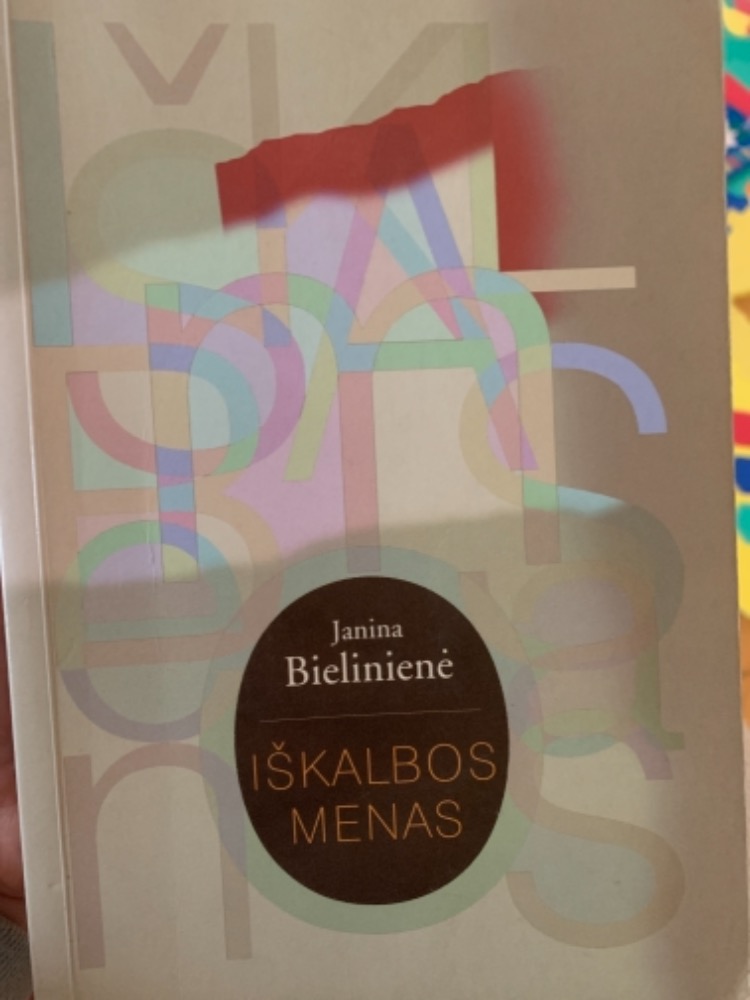 Janina
Bielinienė
IŠKALBOS
MENAS